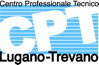 Centro Professionale Tecnico
CPT
Lugano-Trevano